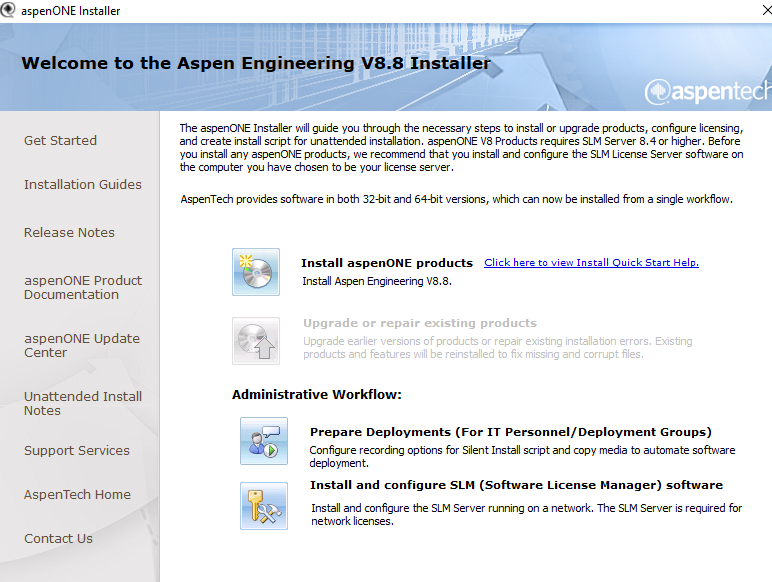 aspenONE Installer
Welcome to the Aspen Engineering V8.8 Installer
aspentech
Get Started
Installation Guides
Release Notes
aspenONE Product
Documentation
aspenONE Update
Center
Unattended Install
Notes
Support Services
AspenTech Home
Contact Us
The aspenONE Installer will guide you through the necessary steps to install or upgrade products, configure licensing,
and create install script for unattended installation. aspenONE V8 Products requires SLM Server 8.4 or higher. Before
you install any aspenONE products, we recommend that you install and configure the SLM License Server software on
the computer you have chosen to be your license server.
AspenTech provides software in both 32-bit and 64-bit versions, which can now be installed from a single workflow.
Install aspenONE products Click here to view Install Quick Start Help.
Install Aspen Engineering V8.8.
Upgrade or repair existing products
Upgrade earlier versions of products or repair existing installation errors. Existing
products and features will be reinstalled to fix missing and corrupt files.
Administrative Workflow:
Prepare Deployments (For IT Personnel/Deployment Groups)
Configure recording options for Silent Install script and copy media to automate software
deployment.
Install and configure SLM (Software License Manager) software
Install and configure the SLM Server running on a network. The SLM Server is required for
network licenses.